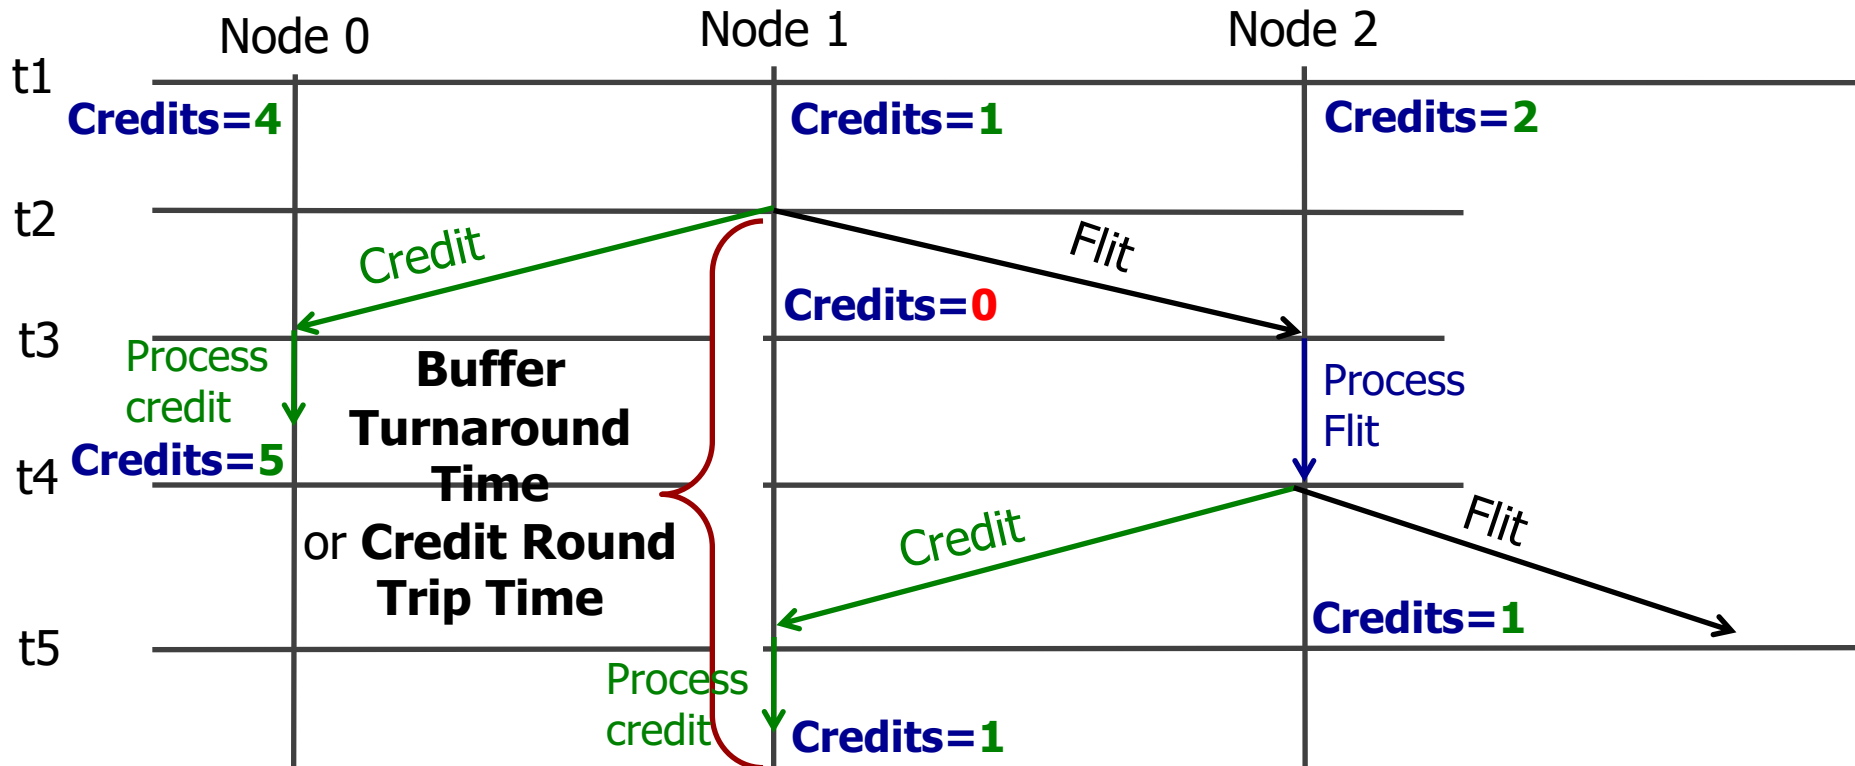 Node 0
Node 1
Node 2
t1
Credits=4
Credits=1
Credits=2
t2
Credit
Flit
Credits=0
t3
Process
credit
Buffer
Turnaround
Time
or Credit Round
Trip Time
Process
Flit
Credits=5
t4
Credit
Flit
Credits=1
t5
Process
credit
Credits=1